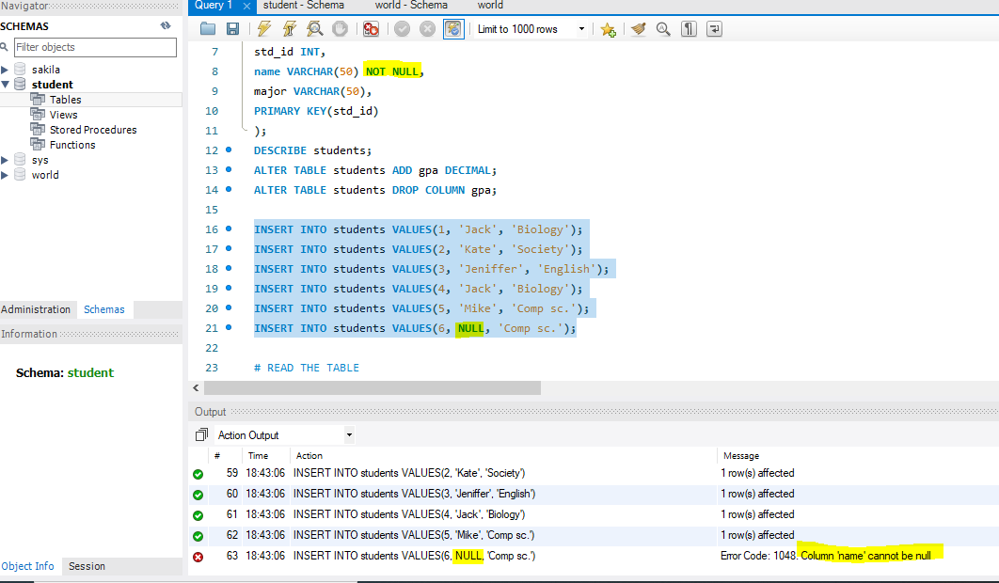 Navigator
SCHEMAS
Filter objects
sakila
student
Tables
Views
Stored Procedures
Functions
sys
world
Administration Schemas
Information
Schema: student
Object Info Session
Query 1 student - Schema world - Schema world
Limit to 1000 rows
7 std_id INT,
8 name VARCHAR(50) NOT NULL,
9 major VARCHAR(50),
10 PRIMARY KEY(std_id)
11 );
12 DESCRIBE students;
13 ALTER TABLE students ADD gpa DECIMAL;
14 ALTER TABLE students DROP COLUMN gpa;
15
16 INSERT INTO students VALUES(1, 'Jack', 'Biology');
17 INSERT INTO students VALUES(2, 'Kate', 'Society');
18 INSERT INTO students VALUES(3, 'Jeniffer', 'English');
19 INSERT INTO students VALUES(4, 'Jack', 'Biology');
20 INSERT INTO students VALUES(5, 'Mike', 'Comp sc.');
21 INSERT INTO students VALUES(6, NULL, 'Comp sc.');
22
23 # READ THE TABLE
Output
Action Output
# Time Action Message
59 18:43:06 INSERT INTO students VALUES(2, 'Kate', 'Society') 1 row(s) affected
60 18:43:06 INSERT INTO students VALUES(3, 'Jeniffer', 'English') 1 row(s) affected
61 18:43:06 INSERT INTO students VALUES(4, 'Jack', 'Biology') 1 row(s) affected
62 18:43:06 INSERT INTO students VALUES(5, 'Mike', 'Comp sc.') 1 row(s) affected
63 18:43:06 INSERT INTO students VALUES(6, NULL, 'Comp sc.') Error Code: 1048. Column 'name' cannot be null